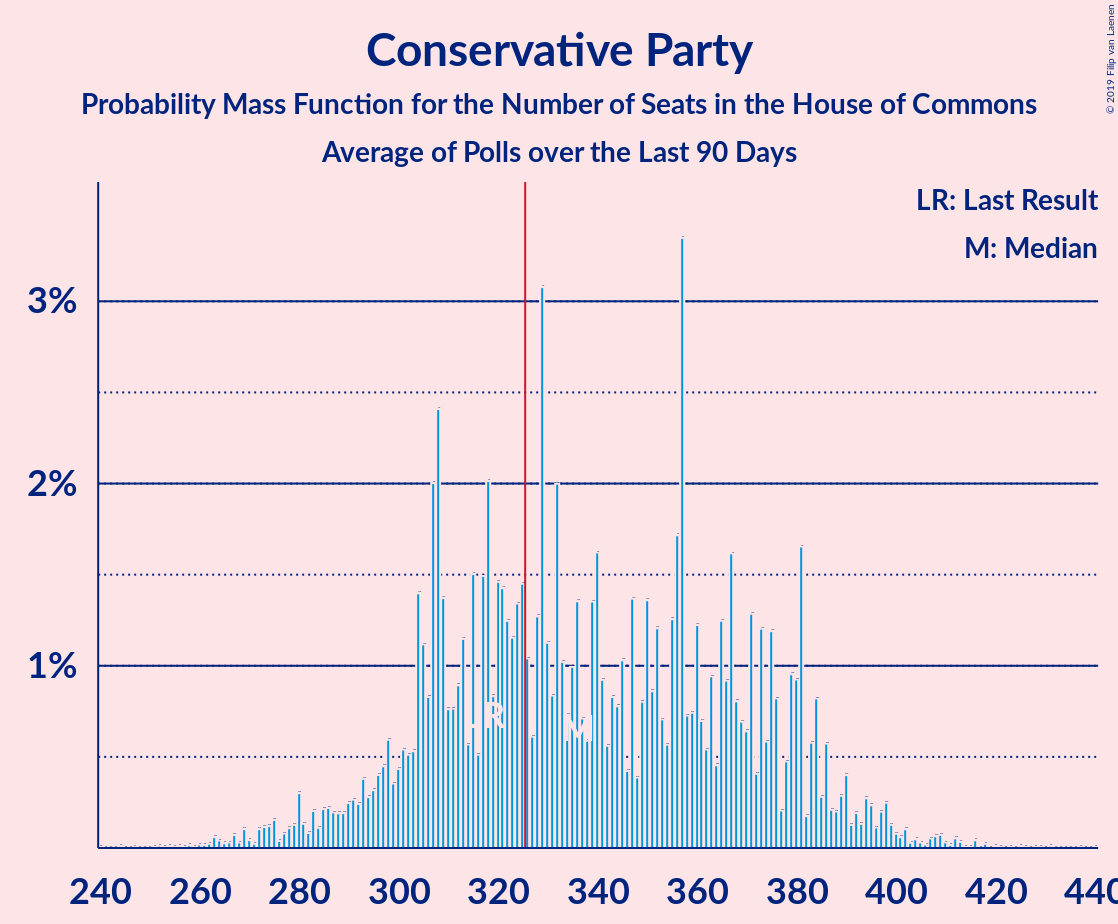 Conservative Party
Probability Mass Function for the Number of Seats in the House of Commons
Average of Polls over the Last 90 Days
© 2019 Filip van Laenen
LR: Last Result
M: Median
3%
2%
1%
LR
M
240 260 280 300 320 340 360 380 400 420 440